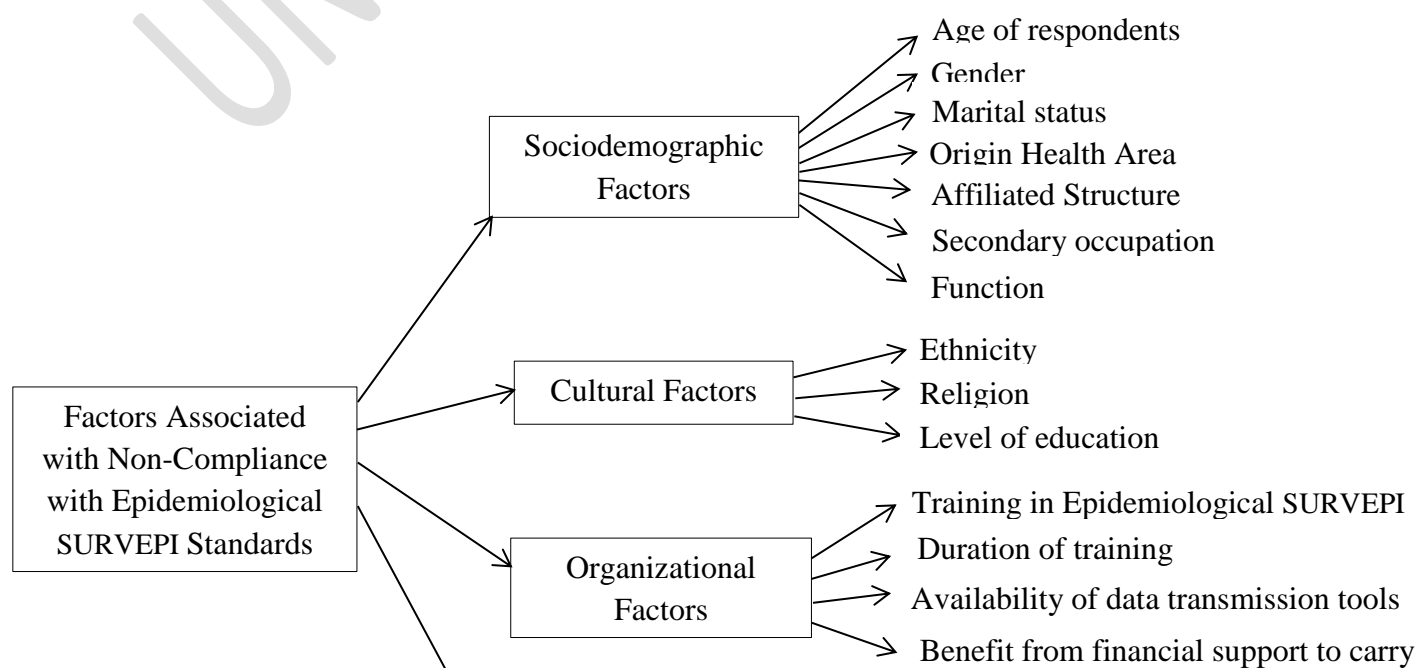 UN
Age of respondents
Gender
Marital status
Origin Health Area
Affiliated Structure
Secondary occupation
Function
Sociodemographic
Factors
Ethnicity
Religion
Level of education
Cultural Factors
Factors Associated
with Non-Compliance
with Epidemiological
SURVEPI Standards
Training in Epidemiological SURVEPI
Duration of training
Availability of data transmission tools
Benefit from financial support to carry
Organizational
Factors